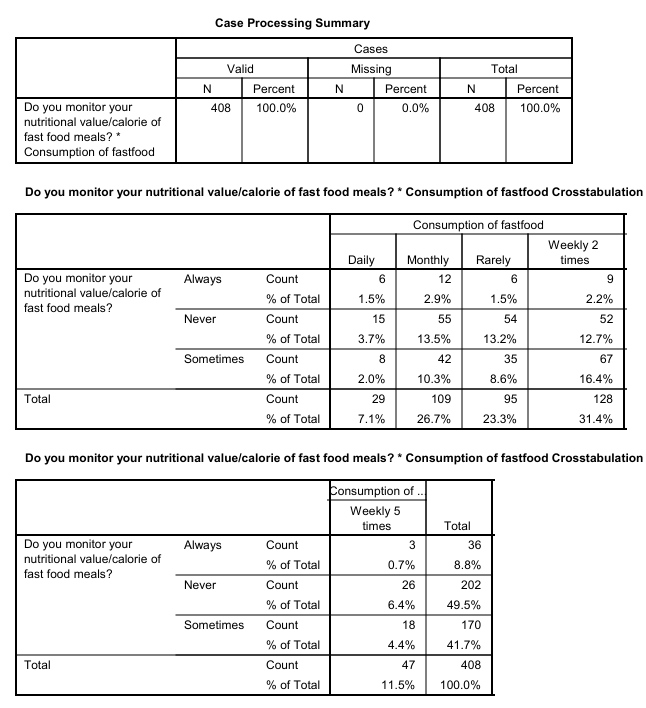 Case Processing Summary
Cases
Valid Missing Total
N Percent N Percent N Percent
Do you monitor your nutritional value/calorie of fast food meals? * Consumption of fastfood 408 100.0% 0 0.0% 408 100.0%
Do you monitor your nutritional value/calorie of fast food meals? * Consumption of fastfood Crosstabulation
Consumption of fastfood
Daily Monthly Rarely Weekly 2 times
Do you monitor your nutritional value/calorie of fast food meals? Always Count 6 12 6 9
% of Total 1.5% 2.9% 1.5% 2.2%
Never Count 15 55 54 52
% of Total 3.7% 13.5% 13.2% 12.7%
Sometimes Count 8 42 35 67
% of Total 2.0% 10.3% 8.6% 16.4%
Total Count 29 109 95 128
% of Total 7.1% 26.7% 23.3% 31.4%
Do you monitor your nutritional value/calorie of fast food meals? * Consumption of fastfood Crosstabulation
Consumption of ...
Weekly 5 times Total
Do you monitor your nutritional value/calorie of fast food meals? Always Count 3 36
% of Total 0.7% 8.8%
Never Count 26 202
% of Total 6.4% 49.5%
Sometimes Count 18 170
% of Total 4.4% 41.7%
Total Count 47 408
% of Total 11.5% 100.0%